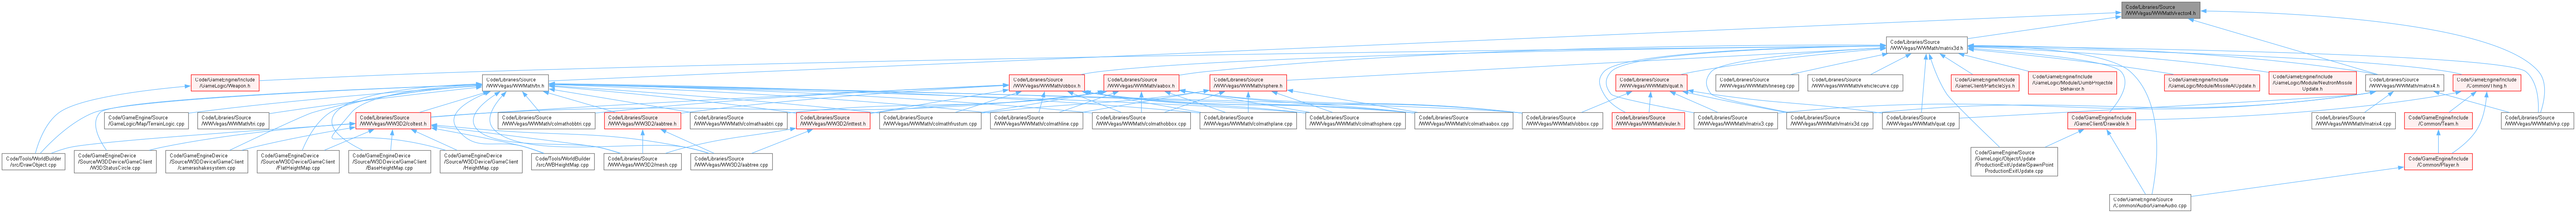 Code/Libraries/Source
/WWVegas/WWMath/vector4.h
Code/Libraries/Source
/WWVegas/WWMath/matrix3d.h
Code/GameEngine/Include
/GameLogic/Weapon.h
Code/Libraries/Source
/WWVegas/WWMath/tri.h
Code/Libraries/Source
/WWVegas/WWMath/obbox.h
Code/Libraries/Source
/WWVegas/WWMath/aabox.h
Code/Libraries/Source
/WWVegas/WWMath/sphere.h
Code/Libraries/Source
/WWVegas/WWMath/quat.h
Code/Libraries/Source
/WWVegas/WWMath/lineseg.cpp
Code/Libraries/Source
/WWVegas/WWMath/vehiclecurve.cpp
Code/GameEngine/Include
/GameClient/ParticleSys.h
Code/GameEngine/Include
/GameLogic/Module/DumbProjectile
Behavior.h
Code/GameEngine/Include
/GameLogic/Module/MissileAIUpdate.h
Code/GameEngine/Include
/GameLogic/Module/NeutronMissile
Update.h
Code/Libraries/Source
/WWVegas/WWMath/matrix4.h
Code/GameEngine/Include
/Common/Thing.h
Code/GameEngine/Source
/GameLogic/Map/TerrainLogic.cpp
Code/Libraries/Source
/WWVegas/WWMath/tri.cpp
Code/Libraries/Source
/WWVegas/WW3D2/coltest.h
Code/Libraries/Source
/WWVegas/WWMath/colmathobbtri.cpp
Code/Libraries/Source
/WWVegas/WW3D2/aabtree.h
Code/Libraries/Source
/WWVegas/WWMath/colmathaabtri.cpp
Code/Libraries/Source
/WWVegas/WW3D2/inttest.h
Code/Libraries/Source
/WWVegas/WWMath/colmathfrustum.cpp
Code/Libraries/Source
/WWVegas/WWMath/colmathline.cpp
Code/Libraries/Source
/WWVegas/WWMath/colmathobbox.cpp
Code/Libraries/Source
/WWVegas/WWMath/colmathplane.cpp
Code/Libraries/Source
/WWVegas/WWMath/colmathsphere.cpp
Code/Libraries/Source
/WWVegas/WWMath/colmathaabox.cpp
Code/Libraries/Source
/WWVegas/WWMath/obbox.cpp
Code/Libraries/Source
/WWVegas/WWMath/euler.h
Code/Libraries/Source
/WWVegas/WWMath/matrix3.cpp
Code/Libraries/Source
/WWVegas/WWMath/matrix3d.cpp
Code/Libraries/Source
/WWVegas/WWMath/quat.cpp
Code/GameEngine/Include
/GameClient/Drawable.h
Code/Libraries/Source
/WWVegas/WWMath/matrix4.cpp
Code/GameEngine/Include
/Common/Team.h
Code/Libraries/Source
/WWVegas/WWMath/vp.cpp
Code/Tools/WorldBuilder
/src/DrawObject.cpp
Code/GameEngineDevice
/Source/W3DDevice/GameClient
/W3DStatusCircle.cpp
Code/GameEngineDevice
/Source/W3DDevice/GameClient
/camerashakesystem.cpp
Code/GameEngineDevice
/Source/W3DDevice/GameClient
/FlatHeightMap.cpp
Code/GameEngineDevice
/Source/W3DDevice/GameClient
/BaseHeightMap.cpp
Code/GameEngineDevice
/Source/W3DDevice/GameClient
/HeightMap.cpp
Code/Tools/WorldBuilder
/src/WBHeightMap.cpp
Code/Libraries/Source
/WWVegas/WW3D2/mesh.cpp
Code/Libraries/Source
/WWVegas/WW3D2/aabtree.cpp
Code/GameEngine/Source
/GameLogic/Object/Update
/ProductionExitUpdate/SpawnPoint
ProductionExitUpdate.cpp
Code/GameEngine/Include
/Common/Player.h
Code/GameEngine/Source
/Common/Audio/GameAudio.cpp